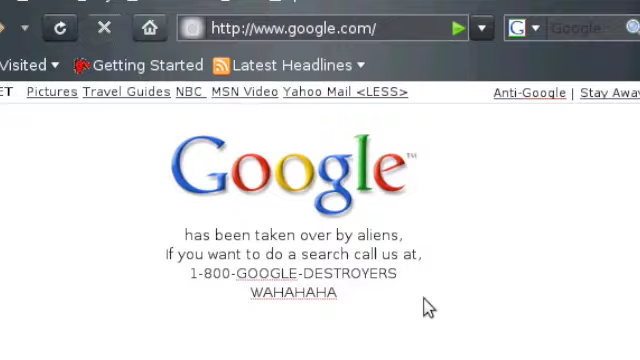 http://www.google.com/
G Google
Visited Getting Started Latest Headlines
ET Pictures Travel Guides NBC MSN Video Yahoo Mail <LESS> Anti-Google | Stay Away
Google™
has been taken over by aliens,
If you want to do a search call us at,
1-800-GOOGLE-DESTROYERS
WAHAHAHA